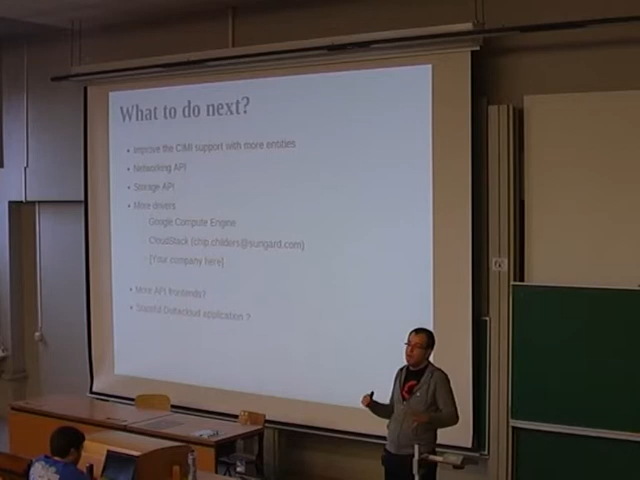 What to do next?
• Improve the CIMI support with more entities
• Networking API
• Storage API
• More drivers
Google Compute Engine
CloudStack (chip.childers@sungard.com)
[Your company here]
• More API frontends?
• Stateful Deltacloud application ?